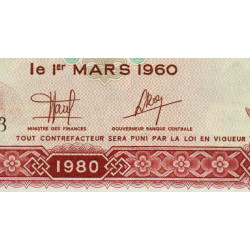 le 1er MARS 1960
MINISTRE DES FINANCES GOUVERNEUR BANQUE CENTRALE
TOUT CONTREFACTEUR SERA PUNI PAR LA LOI EN VIGUEUR
1980